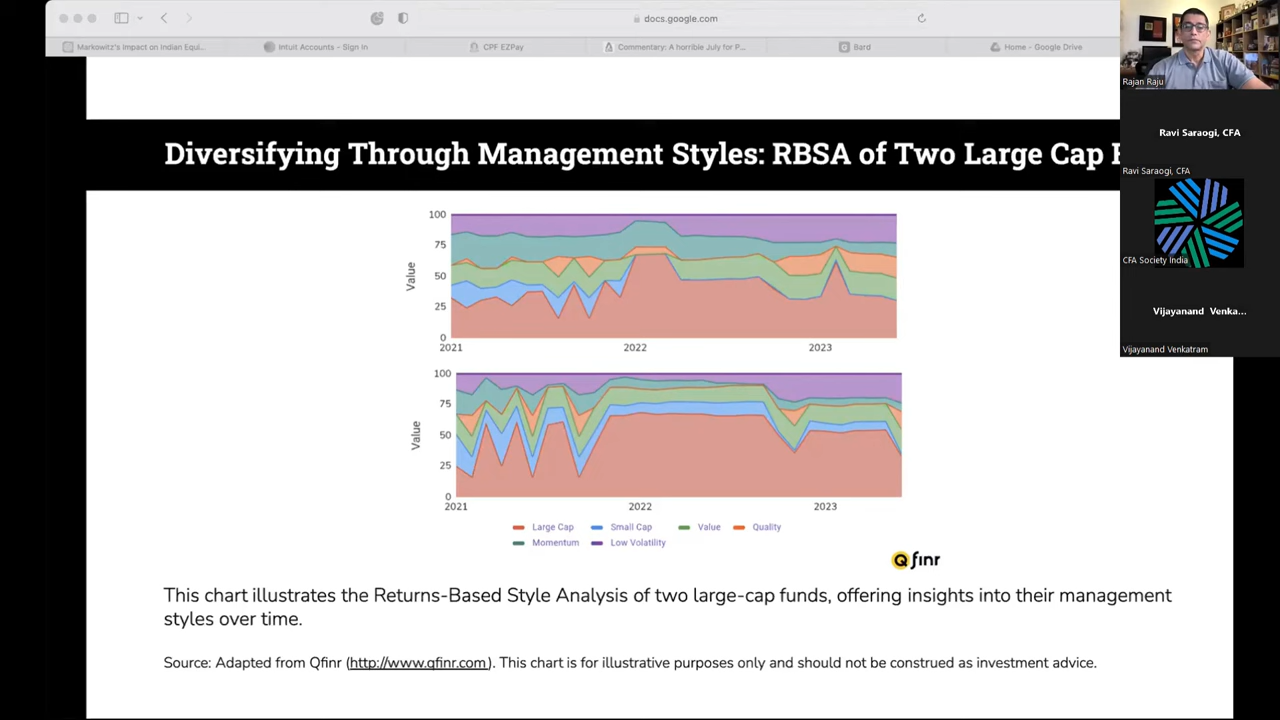 docs.google.com
Markowitz's Impact on Indian Equi...
Intuit Accounts - Sign In
CPF EZPay
Commentary: A horrible July for P...
Bard
Home - Google Drive
Rajan Raju
Ravi Saraogi, CFA
Ravi Saraogi, CFA
CFA Society India
Vijayanand Venka...
Vijayanand Venkatram
Diversifying Through Management Styles: RBSA of Two Large Cap
100
75
50
25
0
Value
2021
2022
2023
100
75
50
25
0
Value
2021
2022
2023
Large Cap
Small Cap
Value
Quality
Momentum
Low Volatility
Qfinr
This chart illustrates the Returns-Based Style Analysis of two large-cap funds, offering insights into their management
styles over time.
Source: Adapted from Qfinr (http://www.qfinr.com). This chart is for illustrative purposes only and should not be construed as investment advice.